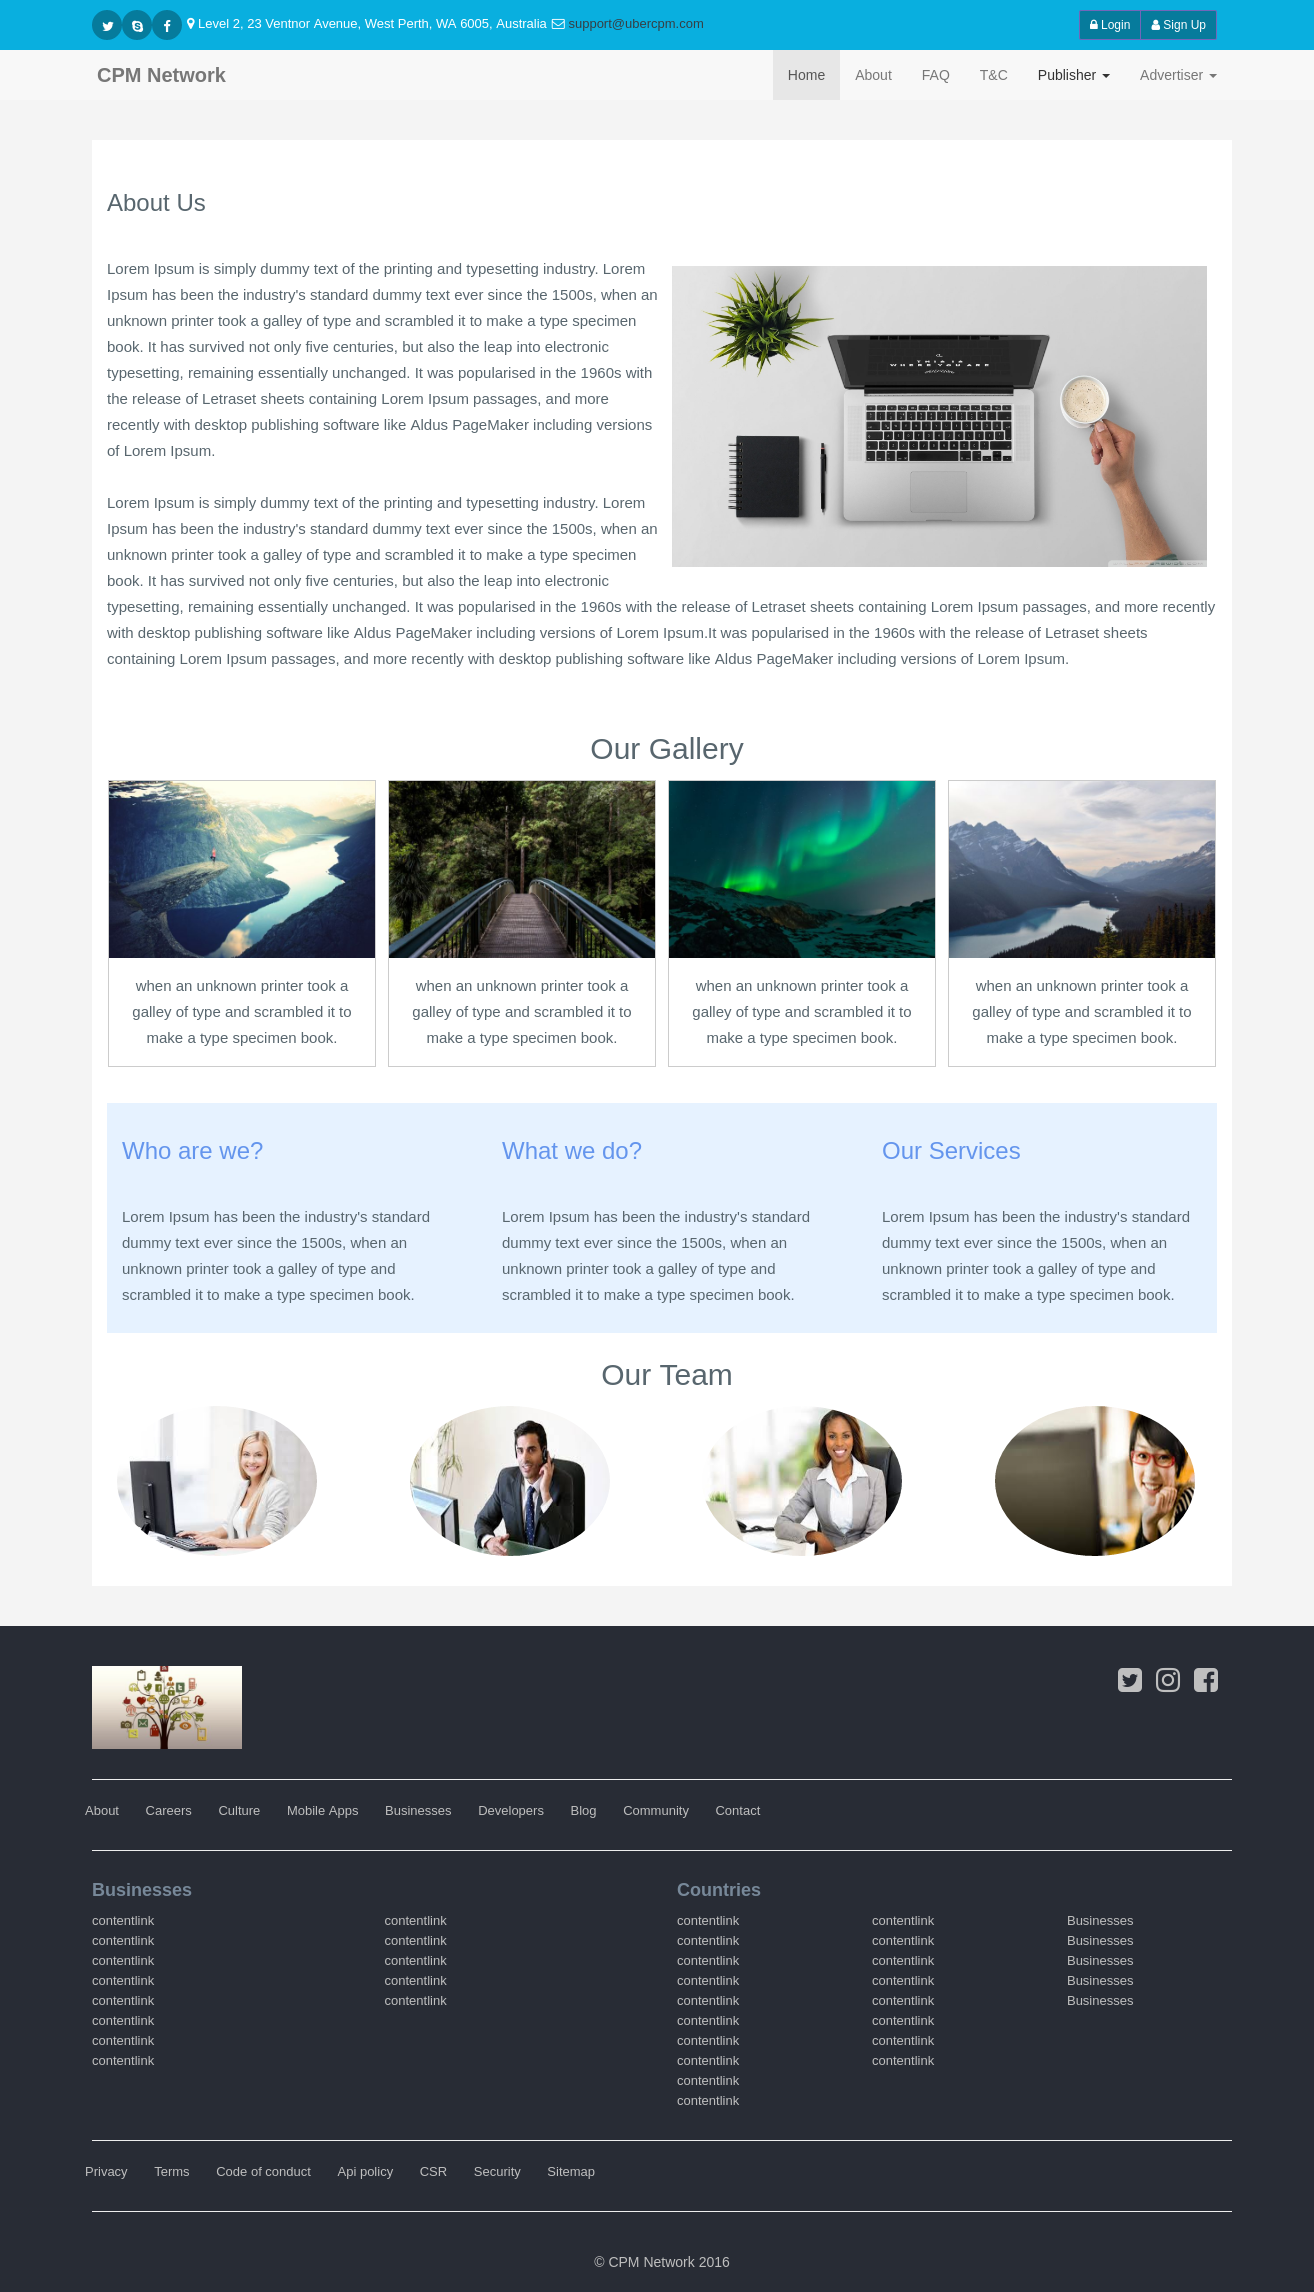 Level 2, 23 Ventnor Avenue, West Perth, WA 6005, Australia support@ubercpm.com Login Sign Up
CPM Network Home About FAQ T&C Publisher Advertiser
About Us
Lorem Ipsum is simply dummy text of the printing and typesetting industry. Lorem
Ipsum has been the industry's standard dummy text ever since the 1500s, when an
unknown printer took a galley of type and scrambled it to make a type specimen
book. It has survived not only five centuries, but also the leap into electronic
typesetting, remaining essentially unchanged. It was popularised in the 1960s with
the release of Letraset sheets containing Lorem Ipsum passages, and more
recently with desktop publishing software like Aldus PageMaker including versions
of Lorem Ipsum.
THIS IS
WHERE YOU ARE
Lorem Ipsum is simply dummy text of the printing and typesetting industry. Lorem
Ipsum has been the industry's standard dummy text ever since the 1500s, when an
unknown printer took a galley of type and scrambled it to make a type specimen
book. It has survived not only five centuries, but also the leap into electronic
typesetting, remaining essentially unchanged. It was popularised in the 1960s with the release of Letraset sheets containing Lorem Ipsum passages, and more recently
with desktop publishing software like Aldus PageMaker including versions of Lorem Ipsum.It was popularised in the 1960s with the release of Letraset sheets
containing Lorem Ipsum passages, and more recently with desktop publishing software like Aldus PageMaker including versions of Lorem Ipsum.
Our Gallery
when an unknown printer took a
galley of type and scrambled it to
make a type specimen book.
when an unknown printer took a
galley of type and scrambled it to
make a type specimen book.
when an unknown printer took a
galley of type and scrambled it to
make a type specimen book.
when an unknown printer took a
galley of type and scrambled it to
make a type specimen book.
Who are we?
Lorem Ipsum has been the industry's standard
dummy text ever since the 1500s, when an
unknown printer took a galley of type and
scrambled it to make a type specimen book.
What we do?
Lorem Ipsum has been the industry's standard
dummy text ever since the 1500s, when an
unknown printer took a galley of type and
scrambled it to make a type specimen book.
Our Services
Lorem Ipsum has been the industry's standard
dummy text ever since the 1500s, when an
unknown printer took a galley of type and
scrambled it to make a type specimen book.
Our Team
About Careers Culture Mobile Apps Businesses Developers Blog Community Contact
Businesses
contentlink contentlink
contentlink contentlink
contentlink contentlink
contentlink contentlink
contentlink contentlink
contentlink
contentlink
contentlink
Countries
contentlink contentlink Businesses
contentlink contentlink Businesses
contentlink contentlink Businesses
contentlink contentlink Businesses
contentlink contentlink Businesses
contentlink contentlink
contentlink contentlink
contentlink contentlink
contentlink
contentlink
Privacy Terms Code of conduct Api policy CSR Security Sitemap
© CPM Network 2016